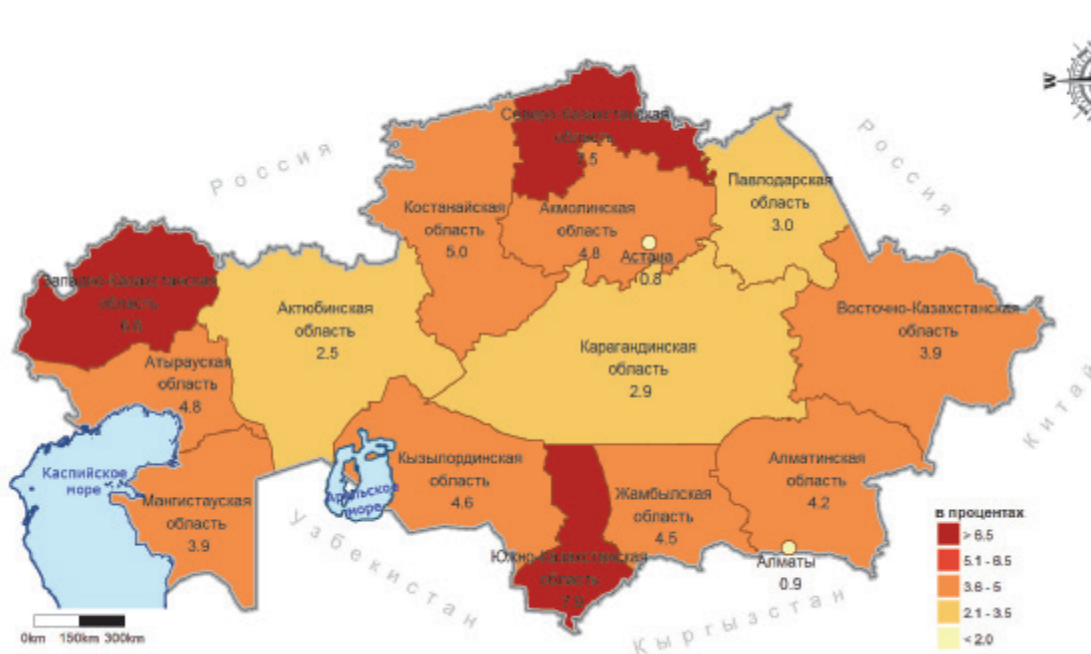 W
Россия
Россия
Северо-Казахстанская
область
7.5
Павлодарская
область
3.0
Костанайская
область
5.0
Акмолинская
область
4.8
Астана
0.8
Западно-Казахстанская
область
6.6
Актюбинская
область
2.5
Восточно-Казахстанская
область
3.9
Карагандинская
область
2.9
Атырауская
область
4.8
Китай
Каспийское
море
Мангистауская
область
3.9
Аральское
море
Кызылординская
область
4.6
Жамбылская
область
4.5
Алматинская
область
4.2
Узбекистан
Южно-Казахстанская
область
7.9
Алматы
0.9
Кыргызстан
в процентах
> 6.5
5.1 - 6.5
3.6 - 5
2.1 - 3.5
< 2.0
0km 150km 300km